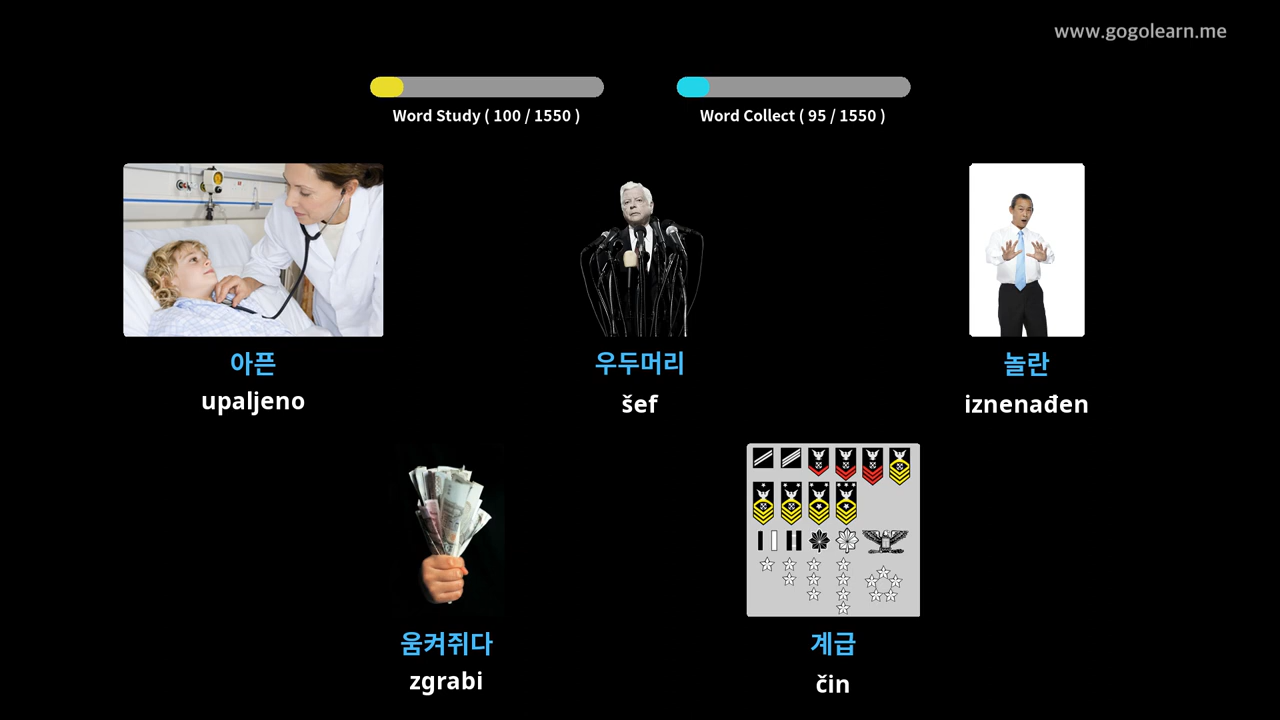 www.gogolearn.me
Word Study ( 100 / 1550 )
Word Collect ( 95 / 1550 )
아픈
upaljeno
우두머리
šef
놀란
iznenađen
움켜쥐다
zgrabi
계급
čin